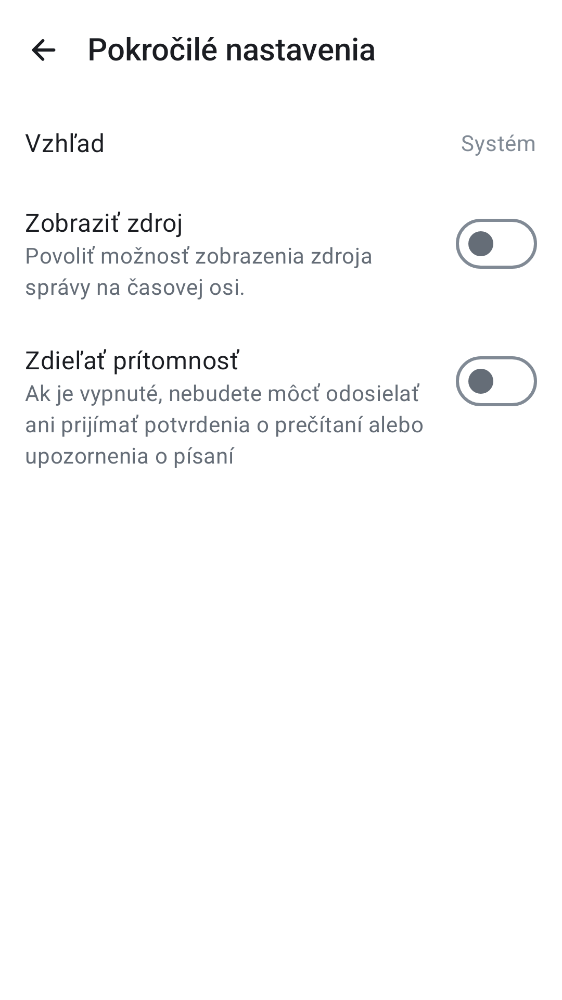 Pokročilé nastavenia
Vzhľad
Systém
Zobraziť zdroj
Povoliť možnosť zobrazenia zdroja
správy na časovej osi.
Zdieľať prítomnosť
Ak je vypnuté, nebudete môcť odosielať
ani prijímať potvrdenia o prečítaní alebo
upozornenia o písaní